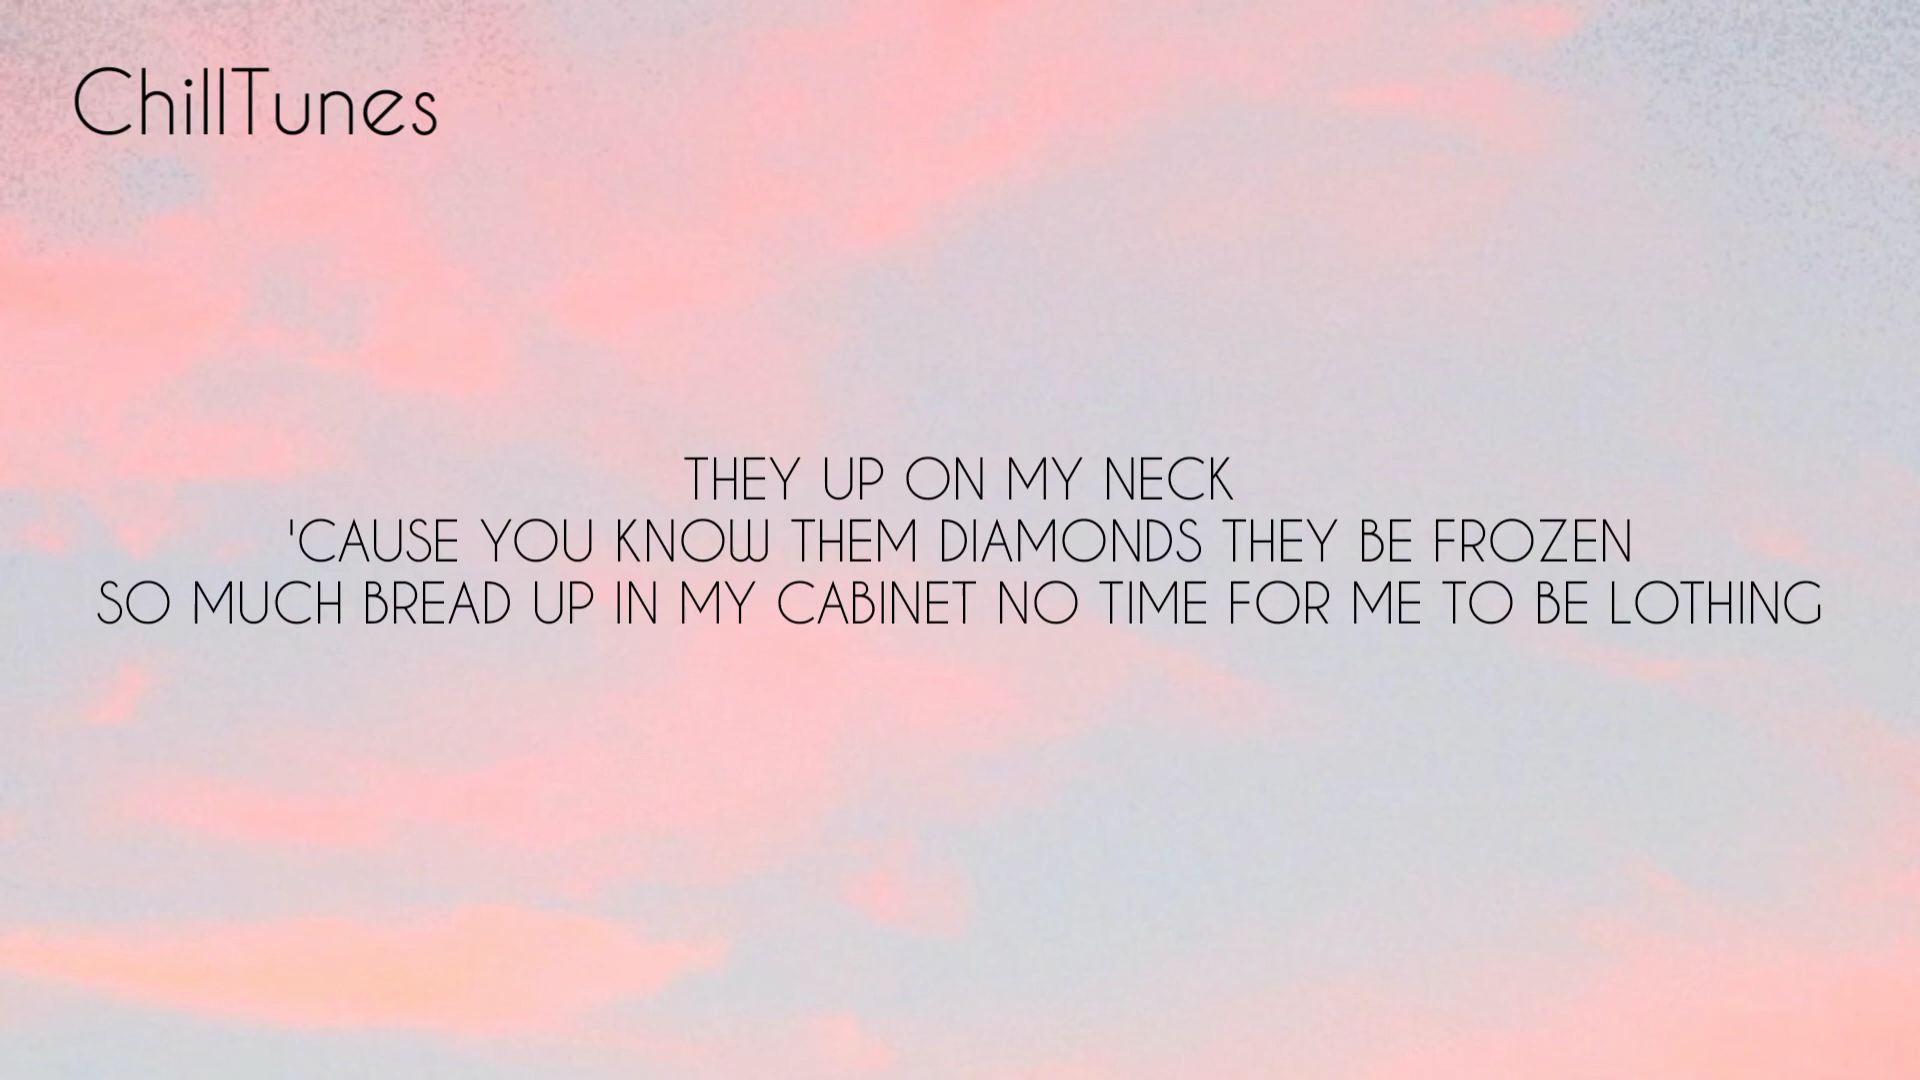 ChillTunes
THEY UP ON MY NECK
'CAUSE YOU KNOW THEM DIAMONDS THEY BE FROZEN
SO MUCH BREAD UP IN MY CABINET NO TIME FOR ME TO BE LOTHING